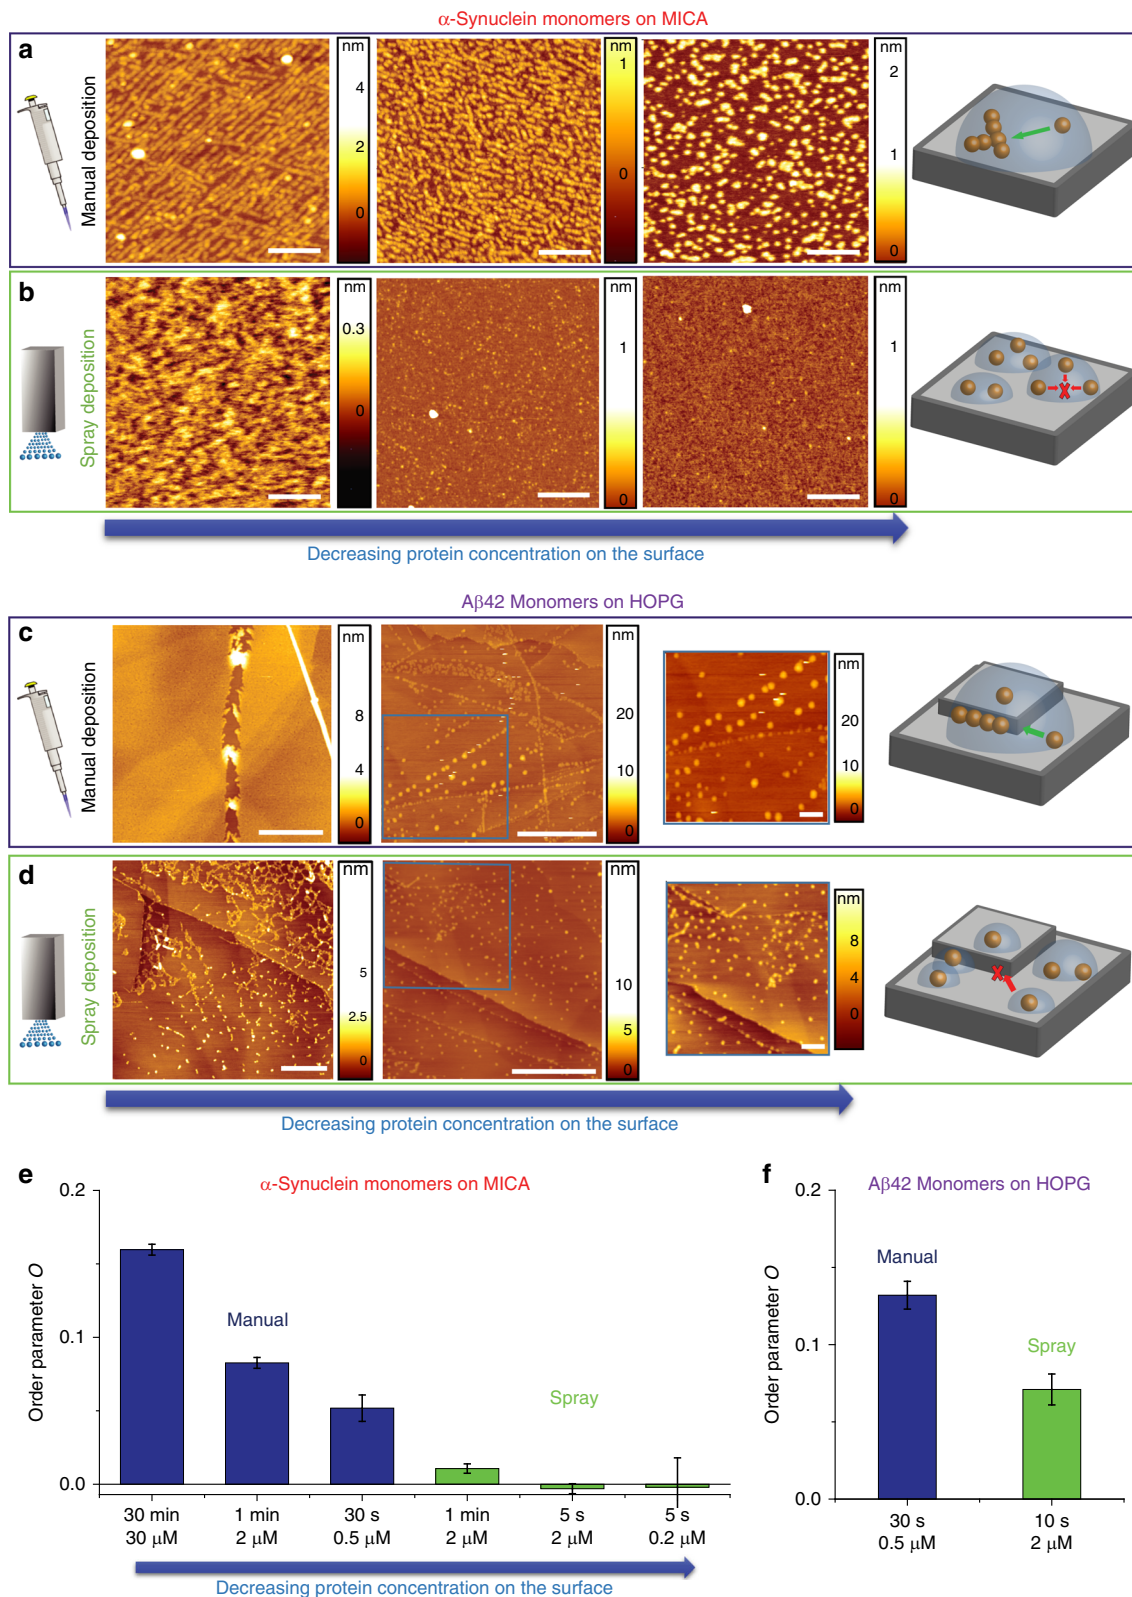 α-Synuclein monomers on MICA
a
Manual deposition
nm
4
2
0
nm
1
0
nm
2
1
0
b
Spray deposition
nm
0.3
0
nm
1
0
nm
1
0
Decreasing protein concentration on the surface
Aβ42 Monomers on HOPG
c
Manual deposition
nm
8
4
0
nm
20
10
0
nm
20
10
0
d
Spray deposition
nm
5
2.5
0
nm
10
5
0
nm
8
4
0
Decreasing protein concentration on the surface
e
α-Synuclein monomers on MICA
Order parameter O
0.2
0.1
0.0
Manual
Spray
30 min 1 min 30 s 1 min 5 s 5 s
30 μM 2 μM 0.5 μM 2 μM 2 μM 0.2 μM
Decreasing protein concentration on the surface
f
Aβ42 Monomers on HOPG
Order parameter O
0.2
0.1
0.0
Manual
Spray
30 s 10 s
0.5 μM 2 μM